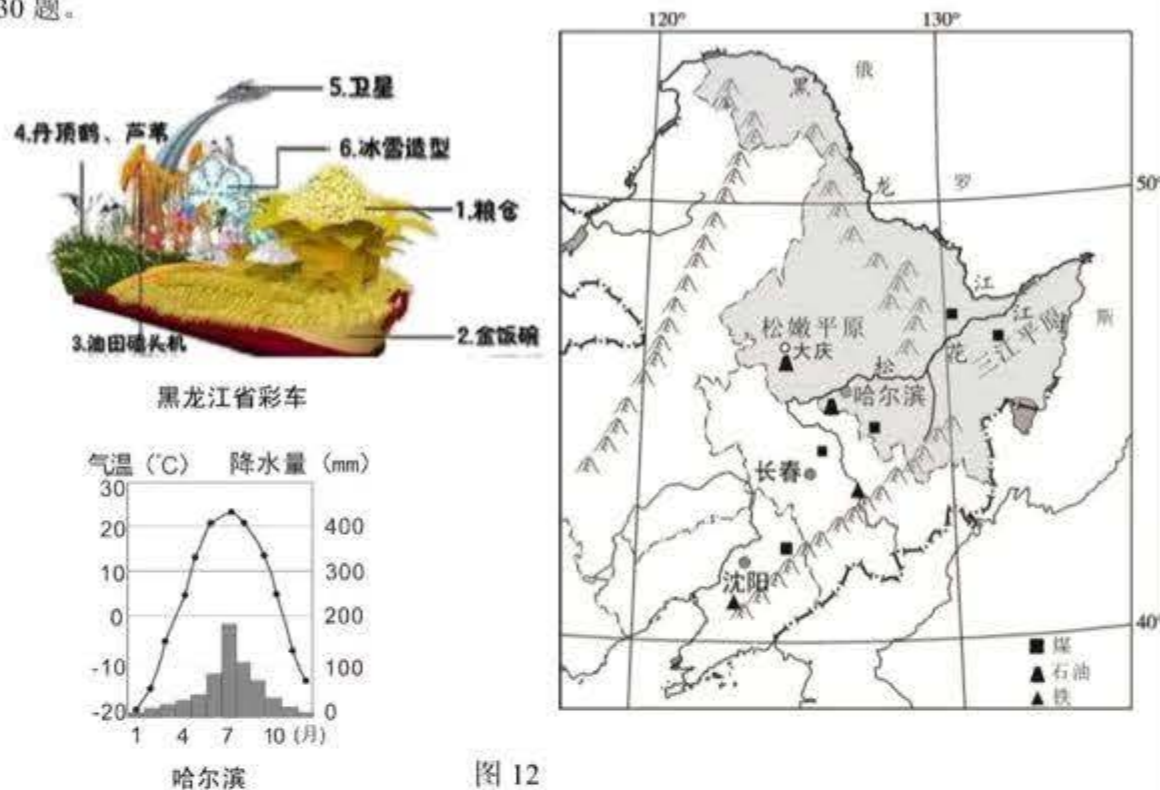 30 题。
5.卫星
4.丹顶鹤、芦苇
6.冰雪造型
1.粮仓
2.金饭碗
3.油田磕头机
黑龙江省彩车
气温（℃） 降水量（mm）
30
20
10
0
-10
-20
400
300
200
100
0
1 4 7 10 (月)
哈尔滨
图 12
120° 130°
50°
40°
黑
龙
江
俄
罗
斯
松嫩平原
大庆
松
花
江
三江平原
哈尔滨
长春
沈阳
煤
石油
铁